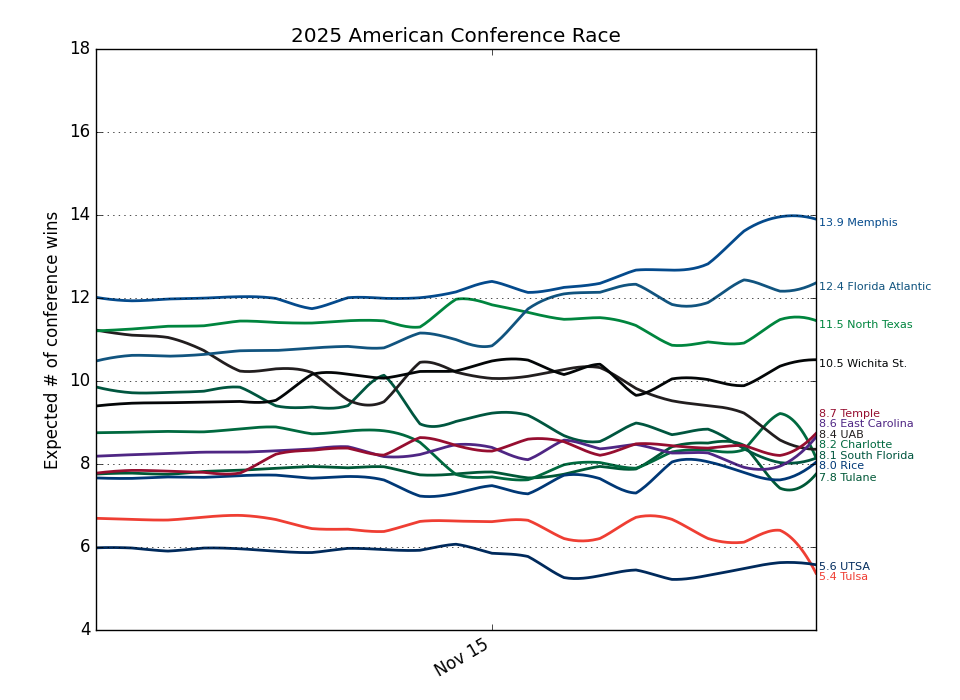 2025 American Conference Race
Expected # of conference wins
18
16
14
12
10
8
6
4
Nov 15
13.9 Memphis
12.4 Florida Atlantic
11.5 North Texas
10.5 Wichita St.
8.7 Temple
8.6 East Carolina
8.4 UAB
8.2 Charlotte
8.1 South Florida
8.0 Rice
7.8 Tulane
5.6 UTSA
5.4 Tulsa